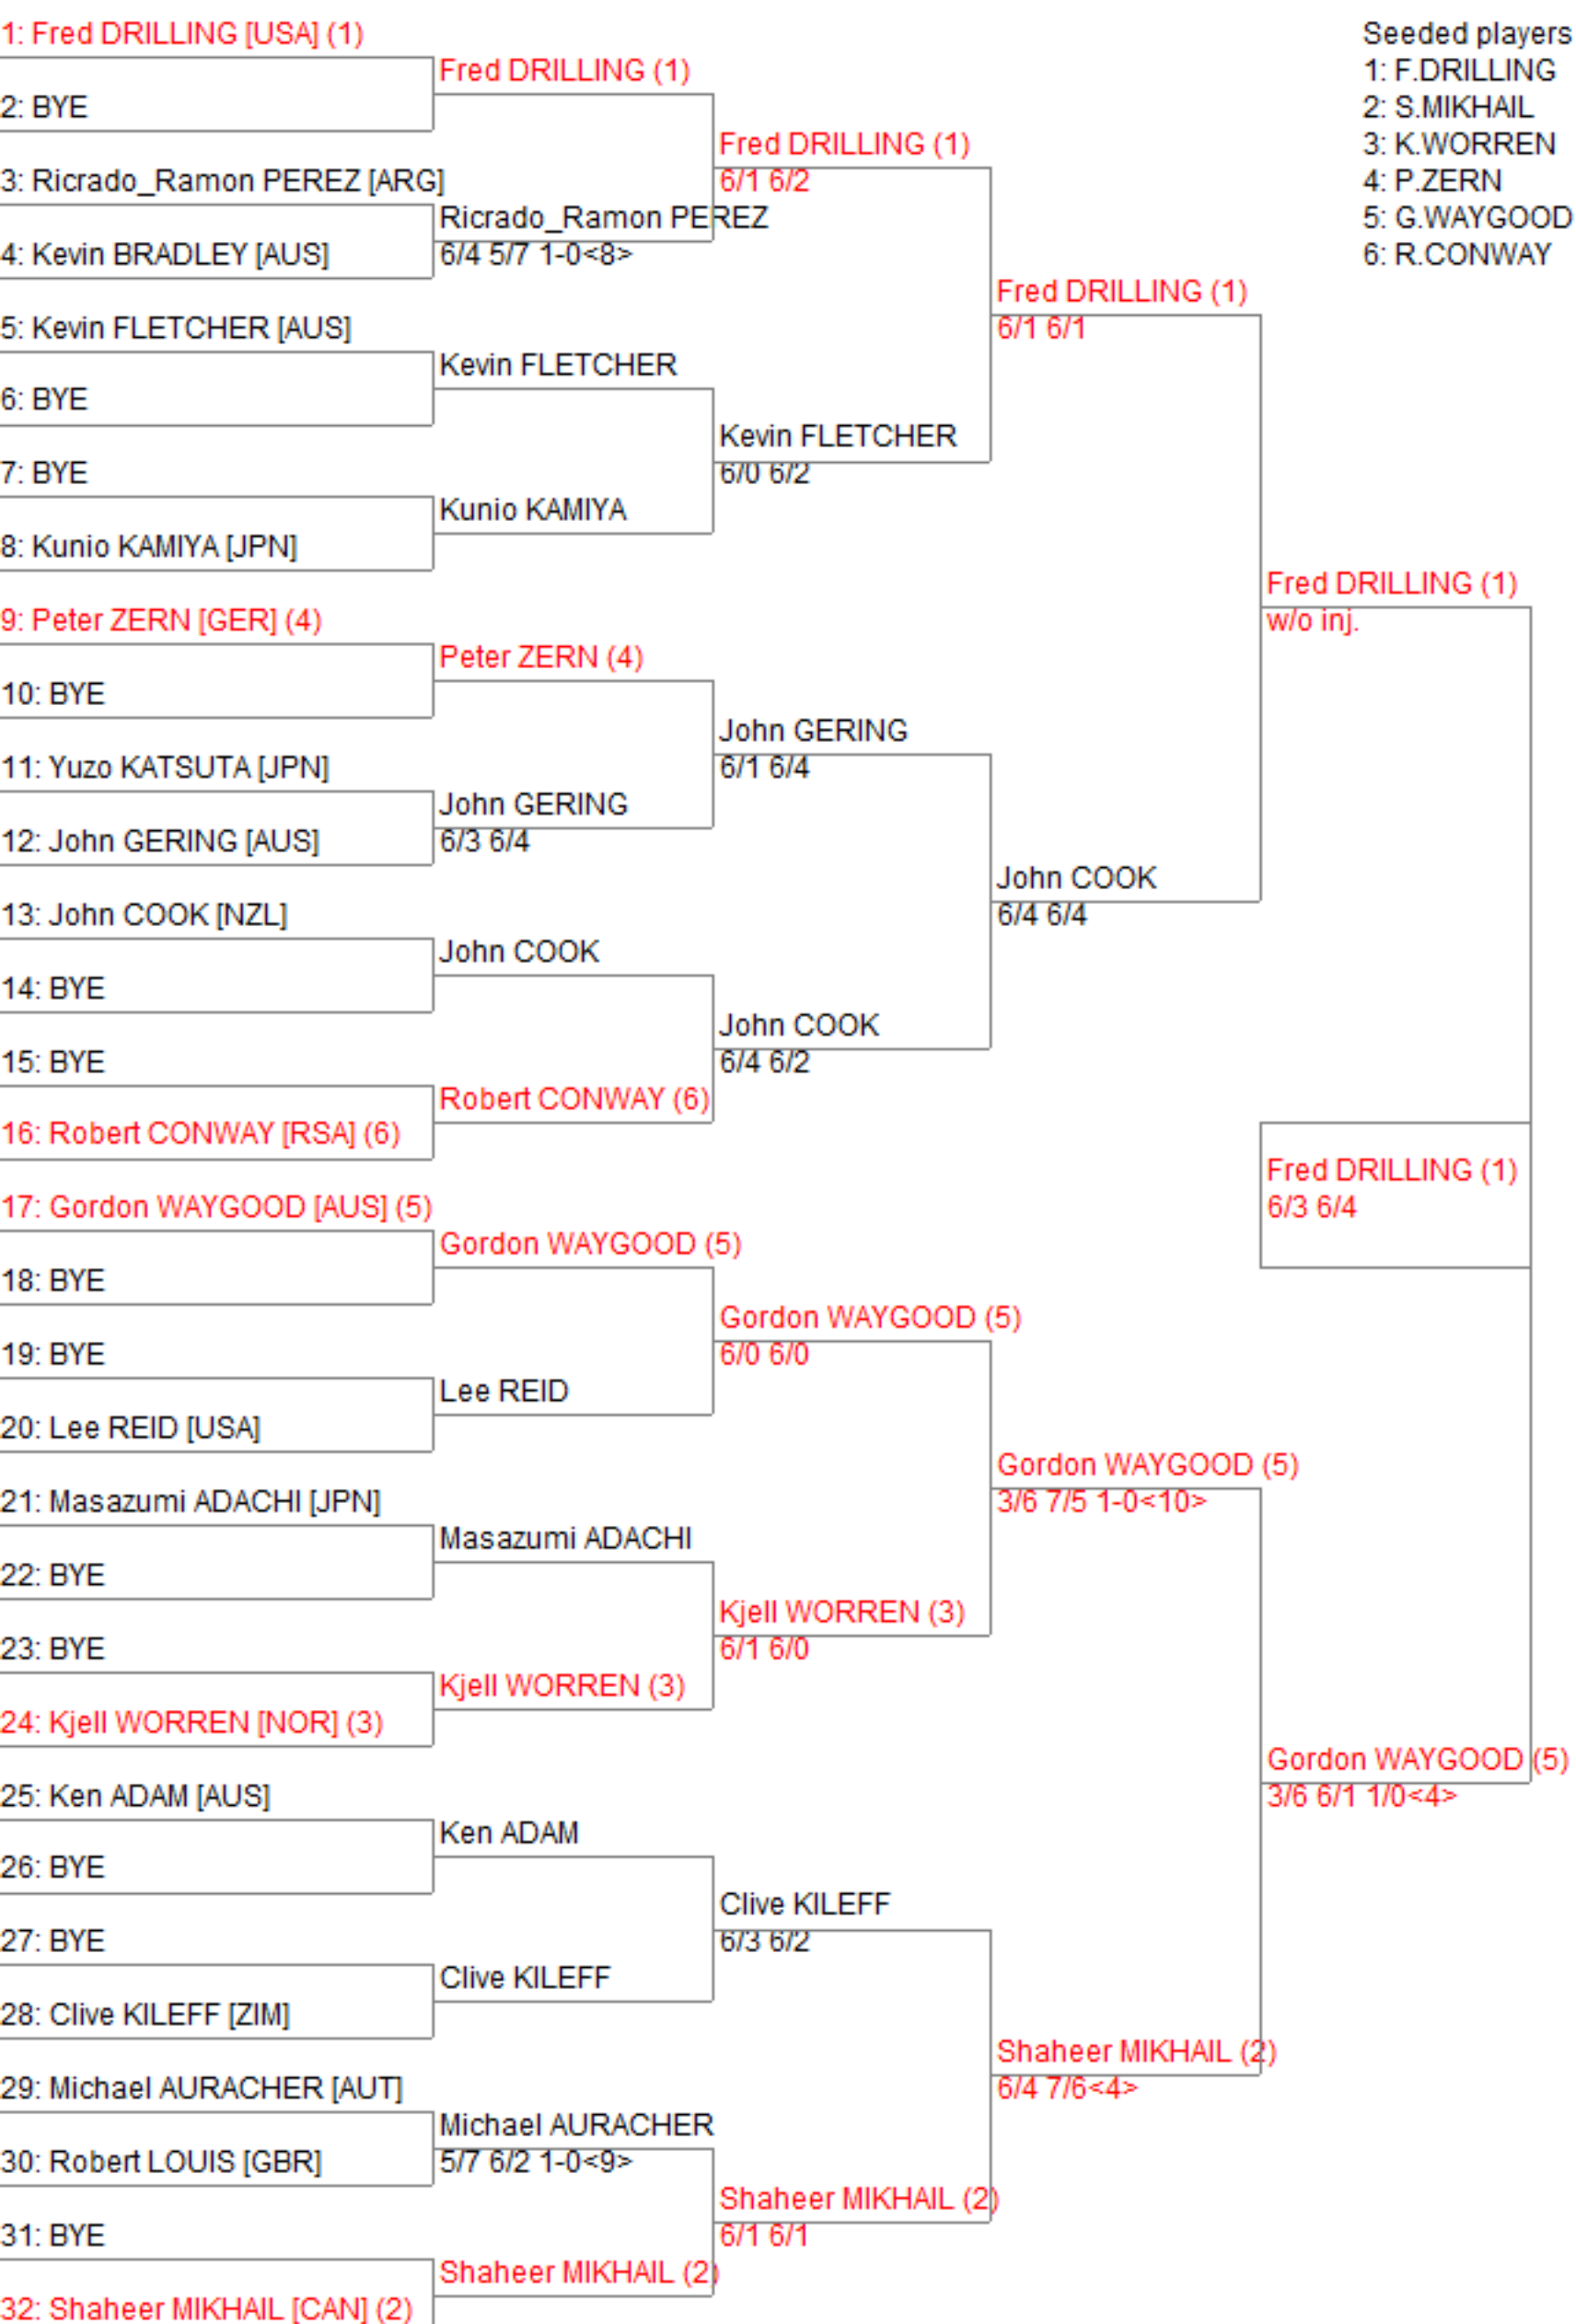 1: Fred DRILLING [USA] (1)
2: BYE
3: Ricrado_Ramon PEREZ [ARG]
4: Kevin BRADLEY [AUS]
5: Kevin FLETCHER [AUS]
6: BYE
7: BYE
8: Kunio KAMIYA [JPN]
9: Peter ZERN [GER] (4)
10: BYE
11: Yuzo KATSUTA [JPN]
12: John GERING [AUS]
13: John COOK [NZL]
14: BYE
15: BYE
16: Robert CONWAY [RSA] (6)
17: Gordon WAYGOOD [AUS] (5)
18: BYE
19: BYE
20: Lee REID [USA]
21: Masazumi ADACHI [JPN]
22: BYE
23: BYE
24: Kjell WORREN [NOR] (3)
25: Ken ADAM [AUS]
26: BYE
27: BYE
28: Clive KILEFF [ZIM]
29: Michael AURACHER [AUT]
30: Robert LOUIS [GBR]
31: BYE
32: Shaheer MIKHAIL [CAN] (2)
Fred DRILLING (1)
Ricrado_Ramon PEREZ
6/4 5/7 1-0<8>
Kevin FLETCHER
Kunio KAMIYA
Peter ZERN (4)
John GERING
6/3 6/4
John COOK
Robert CONWAY (6)
Gordon WAYGOOD (5)
Lee REID
Masazumi ADACHI
Kjell WORREN (3)
Ken ADAM
Clive KILEFF
Michael AURACHER
5/7 6/2 1-0<9>
Shaheer MIKHAIL (2)
Fred DRILLING (1)
6/1 6/2
Kevin FLETCHER
6/0 6/2
John GERING
6/1 6/4
John COOK
6/4 6/2
Gordon WAYGOOD (5)
6/0 6/0
Kjell WORREN (3)
6/1 6/0
Clive KILEFF
6/3 6/2
Shaheer MIKHAIL (2)
6/1 6/1
Fred DRILLING (1)
6/1 6/1
John COOK
6/4 6/4
Gordon WAYGOOD (5)
3/6 7/5 1-0<10>
Shaheer MIKHAIL (2)
6/4 7/6<4>
Fred DRILLING (1)
w/o inj.
Gordon WAYGOOD (5)
3/6 6/1 1/0<4>
Fred DRILLING (1)
6/3 6/4
Seeded players
1: F.DRILLING
2: S.MIKHAIL
3: K.WORREN
4: P.ZERN
5: G.WAYGOOD
6: R.CONWAY